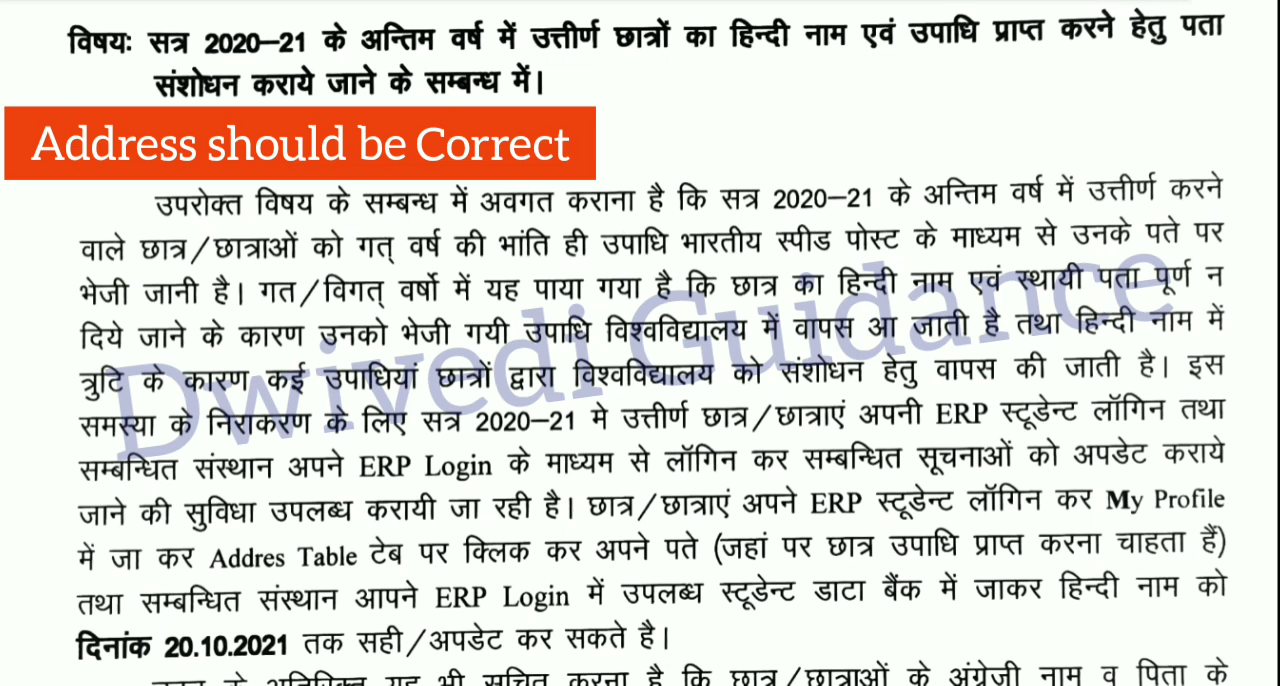 विषयः सत्र 2020–21 के अन्तिम वर्ष में उत्तीर्ण छात्रों का हिन्दी नाम एवं उपाधि प्राप्त करने हेतु पता
संशोधन कराये जाने के सम्बन्ध में।
Address should be Correct
उपरोक्त विषय के सम्बन्ध में अवगत कराना है कि सत्र 2020–21 के अन्तिम वर्ष में उत्तीर्ण करने
वाले छात्र/छात्राओं को गत् वर्ष की भांति ही उपाधि भारतीय स्पीड पोस्ट के माध्यम से उनके पते पर
भेजी जानी है। गत/विगत् वर्षो में यह पाया गया है कि छात्र का हिन्दी नाम एवं स्थायी पता पूर्ण न
दिये जाने के कारण उनको भेजी गयी उपाधि विश्वविद्यालय में वापस आ जाती है तथा हिन्दी नाम में
त्रुटि के कारण कई उपाधियां छात्रों द्वारा विश्वविद्यालय को संशोधन हेतु वापस की जाती है। इस
समस्या के निराकरण के लिए सत्र 2020–21 मे उत्तीर्ण छात्र/छात्राएं अपनी ERP स्टूडेन्ट लॉगिन तथा
सम्बन्धित संस्थान अपने ERP Login के माध्यम से लॉगिन कर सम्बन्धित सूचनाओं को अपडेट कराये
जाने की सुविधा उपलब्ध करायी जा रही है। छात्र/छात्राएं अपने ERP स्टूडेन्ट लॉगिन कर My Profile
में जा कर Addres Table टेब पर क्लिक कर अपने पते (जहां पर छात्र उपाधि प्राप्त करना चाहता हैं)
तथा सम्बन्धित संस्थान आपने ERP Login में उपलब्ध स्टूडेन्ट डाटा बैंक में जाकर हिन्दी नाम को
दिनांक 20.10.2021 तक सही/अपडेट कर सकते है।
अतिरिक्त यह भी सूचित करना है कि छात्र/छात्राओं के अंग्रेजी नाम व पिता के
Dwivedi Guidance